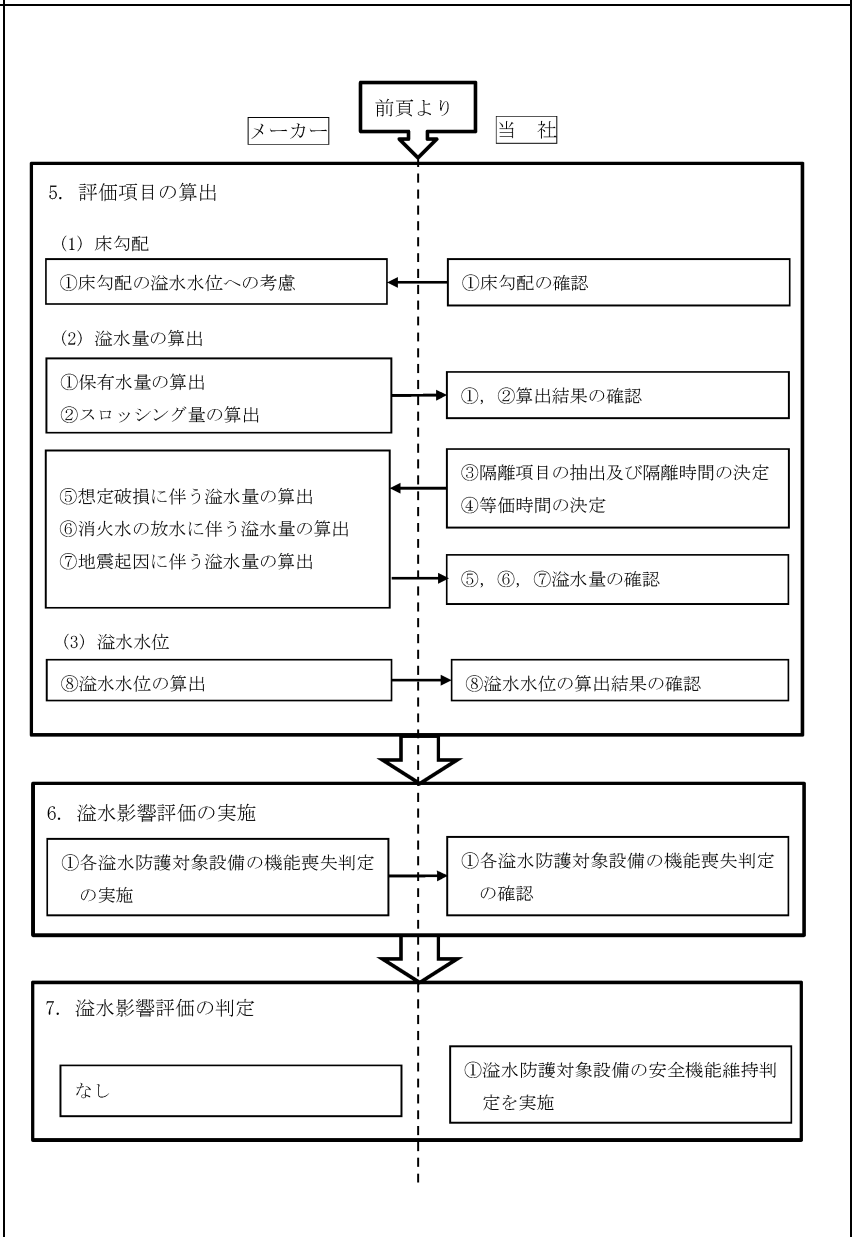 前頁より
メーカー
当 社
5. 評価項目の算出
(1) 床勾配
①床勾配の溢水水位への考慮
①床勾配の確認
(2) 溢水量の算出
①保有水量の算出
②スロッシング量の算出
①, ②算出結果の確認
③隔離項目の抽出及び隔離時間の決定
④等価時間の決定
⑤想定破損に伴う溢水量の算出
⑥消火水の放水に伴う溢水量の算出
⑦地震起因に伴う溢水量の算出
⑤, ⑥, ⑦溢水量の確認
(3) 溢水水位
⑧溢水水位の算出
⑧溢水水位の算出結果の確認
6. 溢水影響評価の実施
①各溢水防護対象設備の機能喪失判定
の実施
①各溢水防護対象設備の機能喪失判定
の確認
7. 溢水影響評価の判定
なし
①溢水防護対象設備の安全機能維持判
定を実施